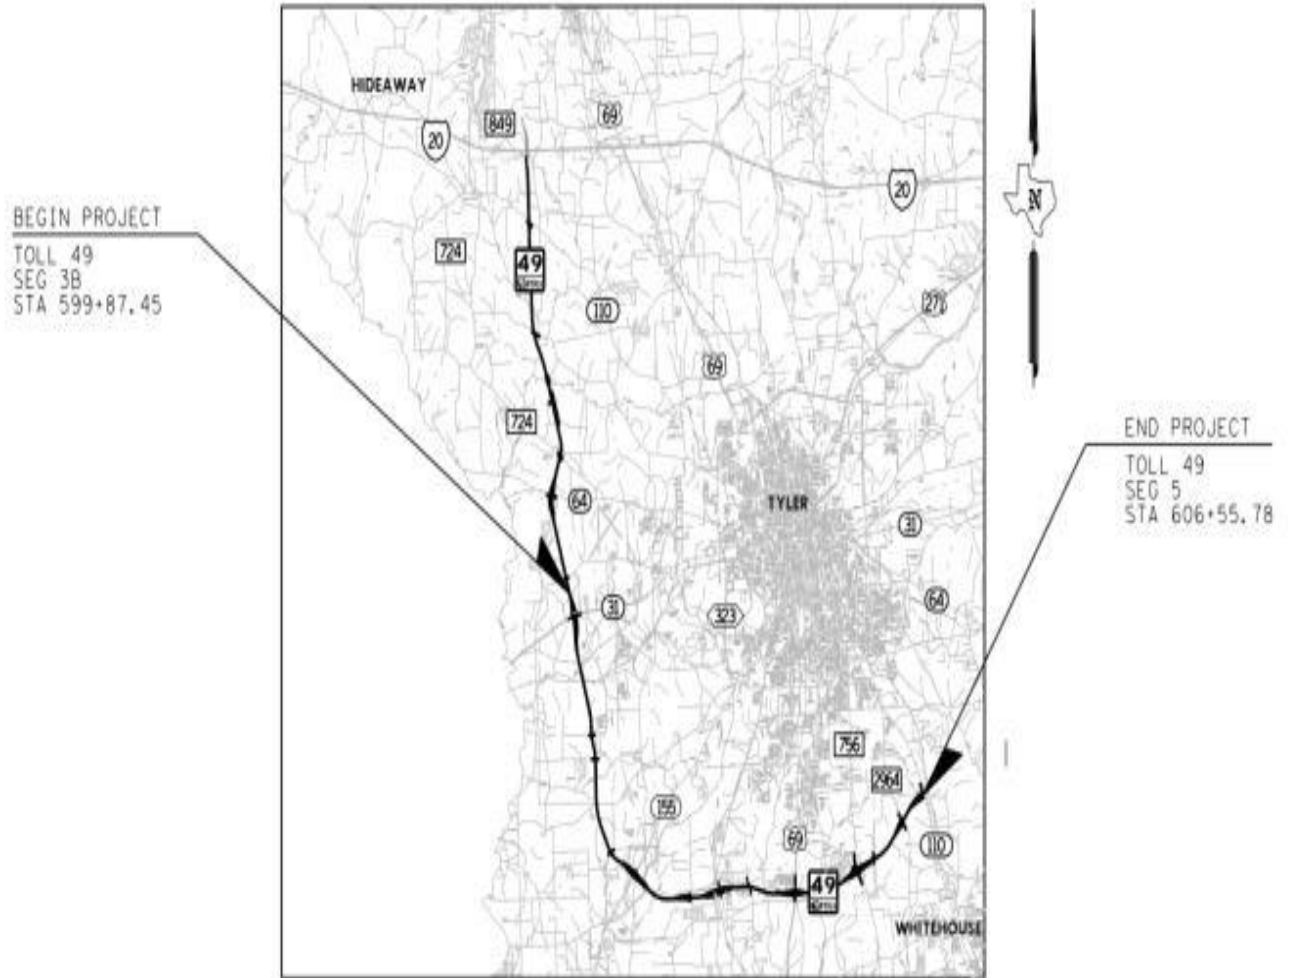 HIDEAWAY
849
69
20
20
BEGIN PROJECT
TOLL 49
SEG 3B
STA 599+87.45
N
724
49
110
271
69
724
END PROJECT
TOLL 49
SEG 5
STA 606+55.78
64
TYLER
31
31
323
64
756
2964
155
69
110
49
WHITEHOUSE